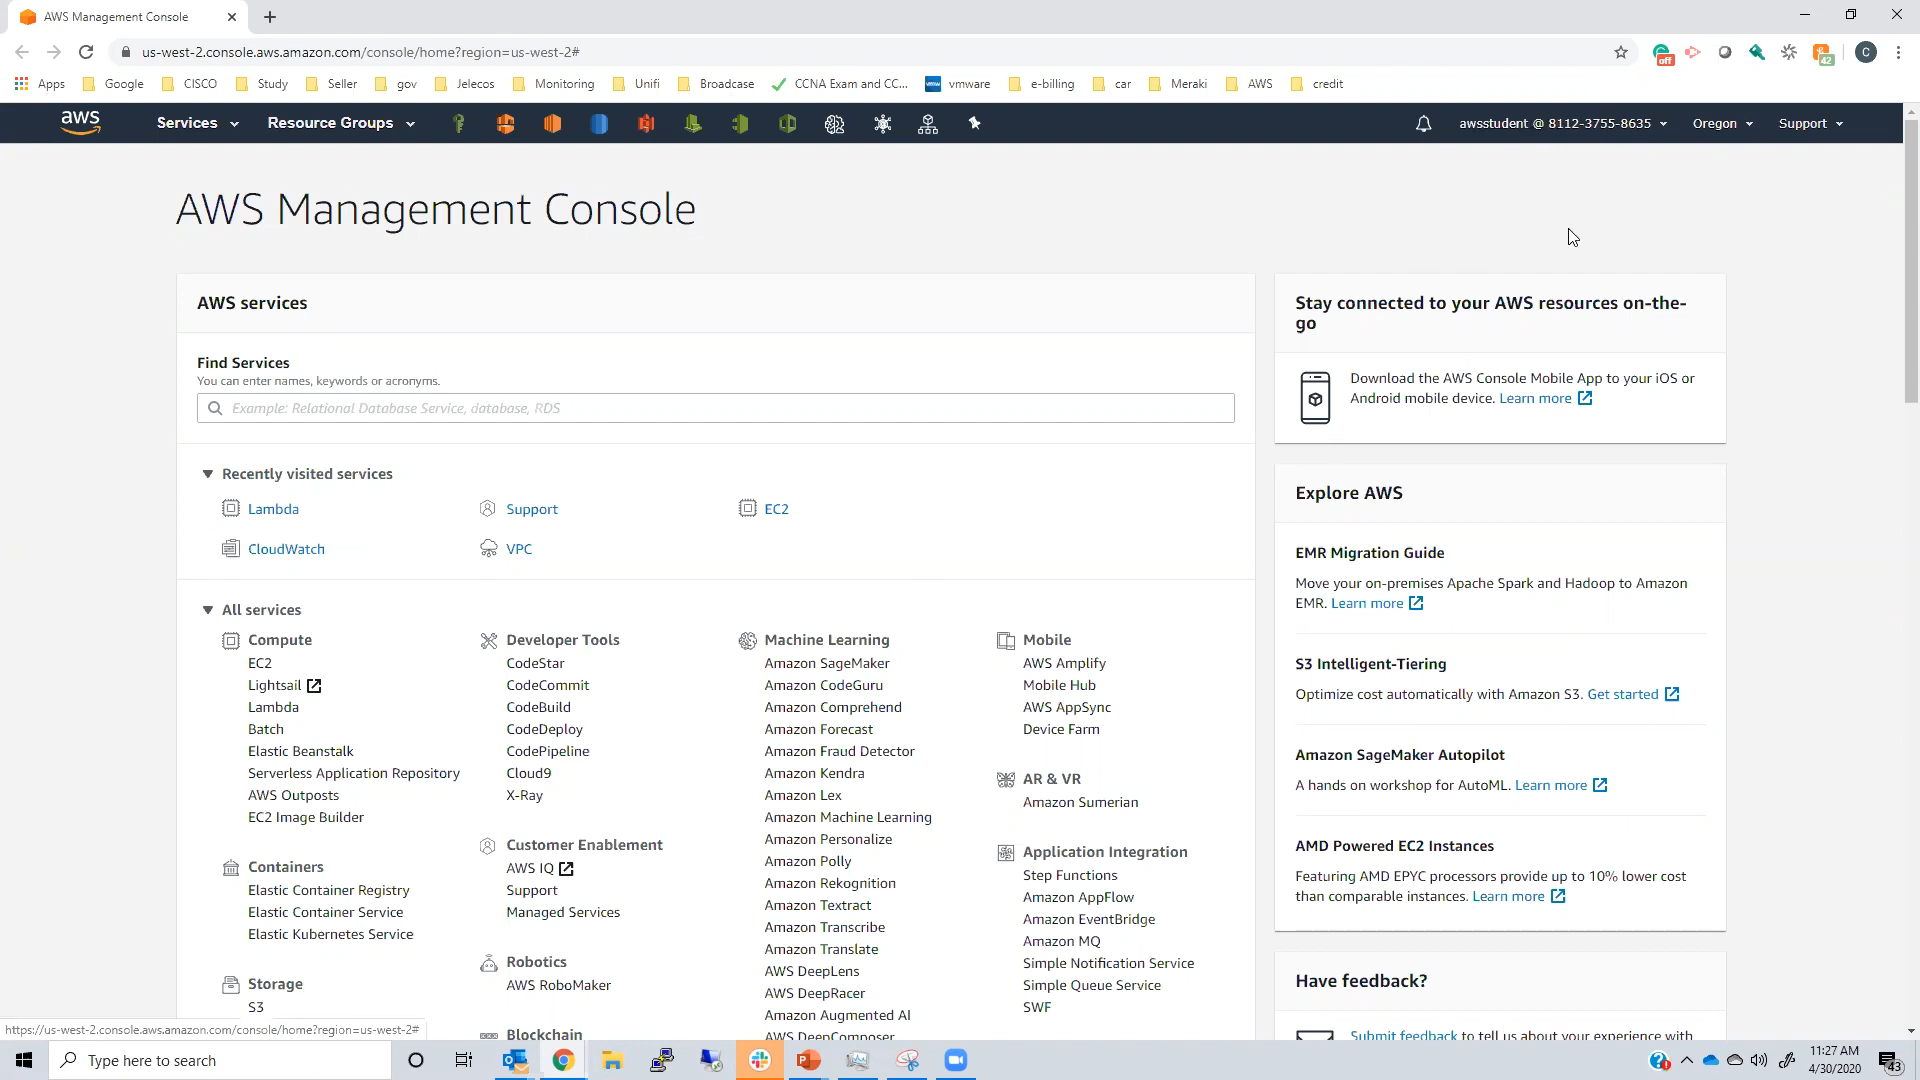 AWS Management Console
us-west-2.console.aws.amazon.com/console/home?region=us-west-2#
off
42
C
Apps Google CISCO Study Seller gov Jelecos Monitoring Unifi Broadcase CCNA Exam and CC... vmware e-billing car Meraki AWS credit
aws Services Resource Groups awsstudent @ 8112-3755-8635 Oregon Support
AWS Management Console
AWS services
Find Services
You can enter names, keywords or acronyms.
Example: Relational Database Service, database, RDS
Recently visited services
Lambda Support EC2
CloudWatch VPC
All services
Compute
EC2
Lightsail
Lambda
Batch
Elastic Beanstalk
Serverless Application Repository
AWS Outposts
EC2 Image Builder
Containers
Elastic Container Registry
Elastic Container Service
Elastic Kubernetes Service
Storage
S3
Developer Tools
CodeStar
CodeCommit
CodeBuild
CodeDeploy
CodePipeline
Cloud9
X-Ray
Customer Enablement
AWS IQ
Support
Managed Services
Robotics
AWS RoboMaker
Blockchain
Machine Learning
Amazon SageMaker
Amazon CodeGuru
Amazon Comprehend
Amazon Forecast
Amazon Fraud Detector
Amazon Kendra
Amazon Lex
Amazon Machine Learning
Amazon Personalize
Amazon Polly
Amazon Rekognition
Amazon Textract
Amazon Transcribe
Amazon Translate
AWS DeepLens
AWS DeepRacer
Amazon Augmented AI
AWS DeepComposer
Mobile
AWS Amplify
Mobile Hub
AWS AppSync
Device Farm
AR & VR
Amazon Sumerian
Application Integration
Step Functions
Amazon AppFlow
Amazon EventBridge
Amazon MQ
Simple Notification Service
Simple Queue Service
SWF
Stay connected to your AWS resources on-the-
go
Download the AWS Console Mobile App to your iOS or
Android mobile device. Learn more
Explore AWS
EMR Migration Guide
Move your on-premises Apache Spark and Hadoop to Amazon
EMR. Learn more
S3 Intelligent-Tiering
Optimize cost automatically with Amazon S3. Get started
Amazon SageMaker Autopilot
A hands on workshop for AutoML. Learn more
AMD Powered EC2 Instances
Featuring AMD EPYC processors provide up to 10% lower cost
than comparable instances. Learn more
Have feedback?
Submit feedback to tell us about your experience with
https://us-west-2.console.aws.amazon.com/console/home?region=us-west-2#
Type here to search
11:27 AM
4/30/2020
43